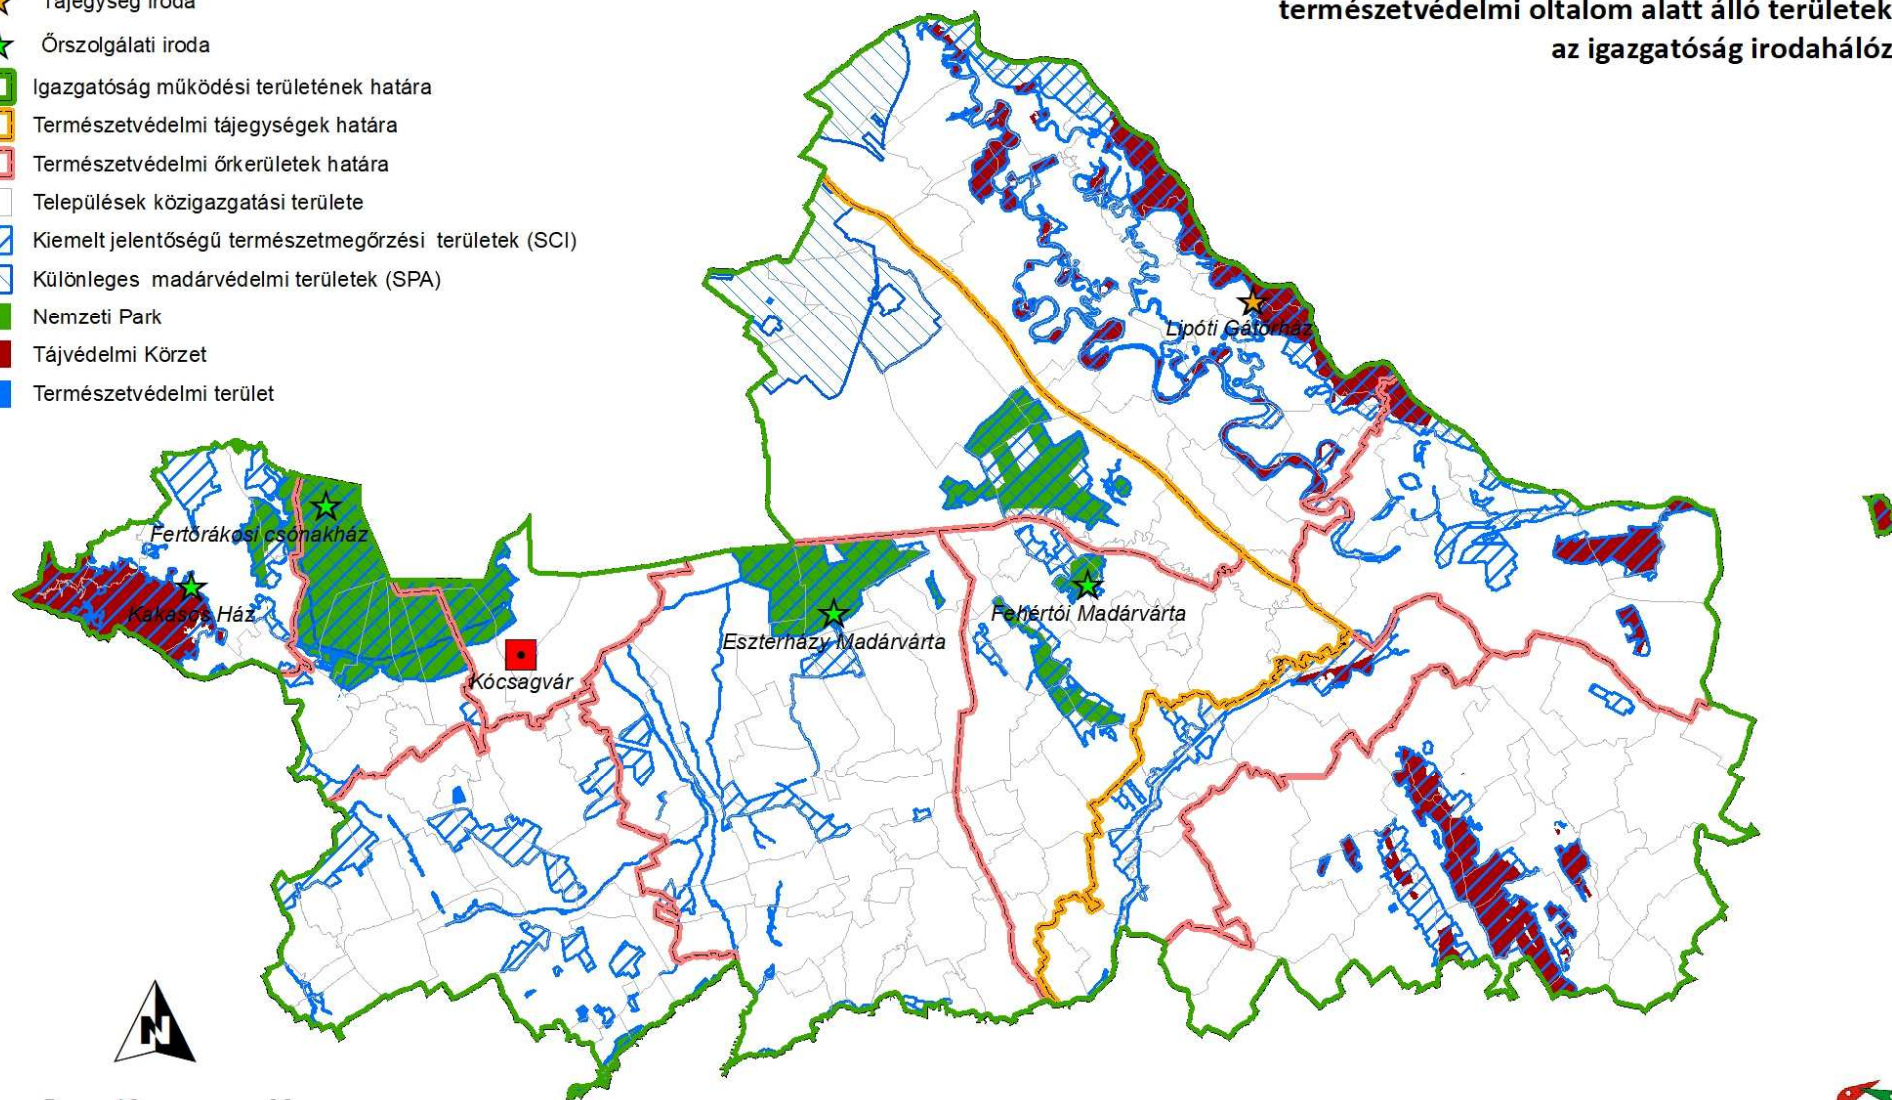 Tájegység iroda
Őrszolgálati iroda
Igazgatóság működési területének határa
Természetvédelmi tájegységek határa
Természetvédelmi őrkerületek határa
Települések közigazgatási területe
Kiemelt jelentőségű természetmegőrzési területek (SCI)
Különleges madárvédelmi területek (SPA)
Nemzeti Park
Tájvédelmi Körzet
Természetvédelmi terület
természetvédelmi oltalom alatt álló területek
az igazgatóság irodahálóz
Lipóti Gátőrház
Fertőrákosi csónakház
Kakasos Ház
Fehértói Madárvárta
Eszterházy Madárvárta
Kócsagvár
N